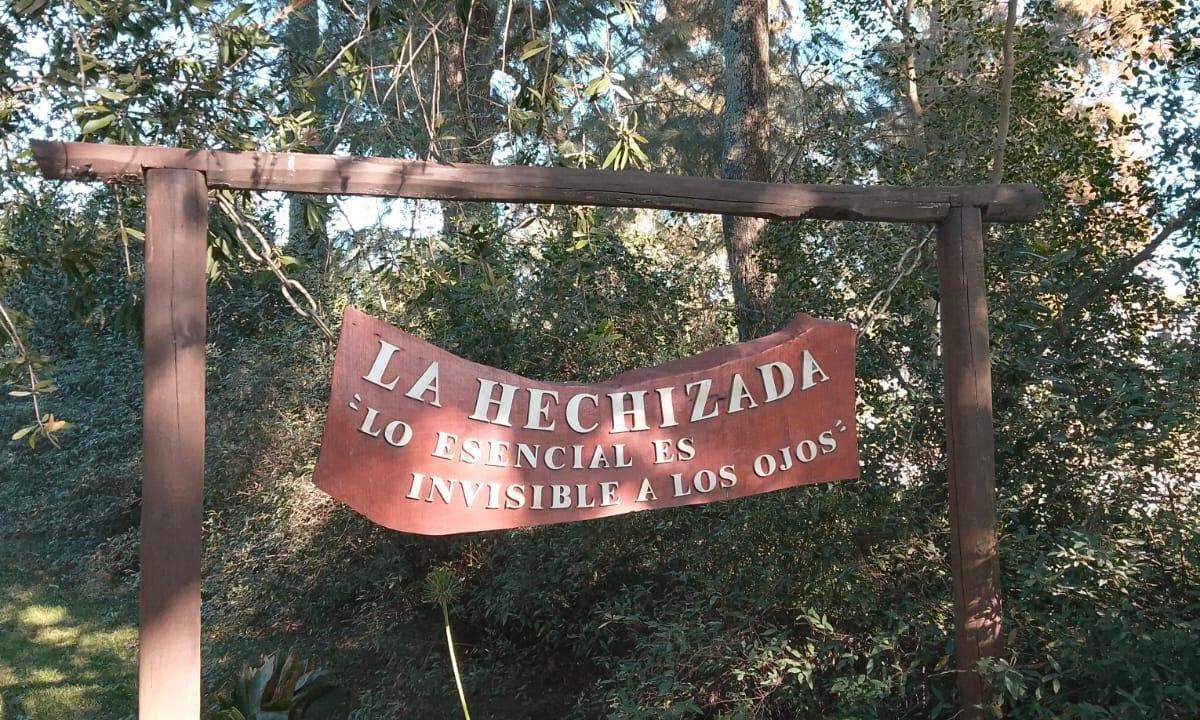 LA HECHIZADA
"LO ESENCIAL ES
INVISIBLE A LOS OJOS"